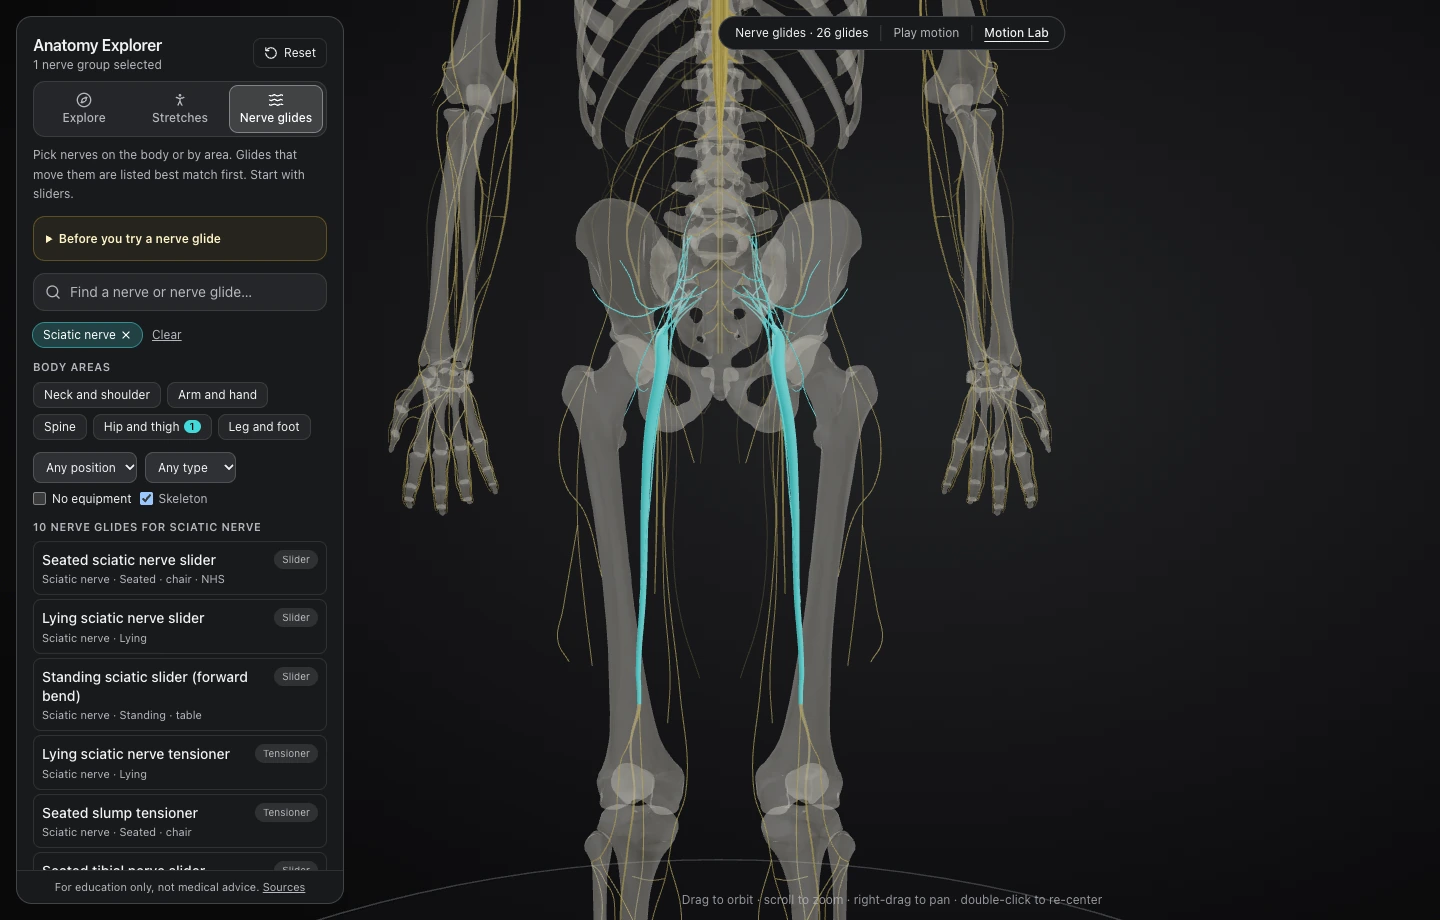 Anatomy Explorer
1 nerve group selected
Reset
Explore
Stretches
Nerve glides
Pick nerves on the body or by area. Glides that
move them are listed best match first. Start with
sliders.
Before you try a nerve glide
Find a nerve or nerve glide...
Sciatic nerve ×
Clear
BODY AREAS
Neck and shoulder
Arm and hand
Spine
Hip and thigh 1
Leg and foot
Any position
Any type
No equipment
Skeleton
10 NERVE GLIDES FOR SCIATIC NERVE
Seated sciatic nerve slider
Slider
Sciatic nerve · Seated · chair · NHS
Lying sciatic nerve slider
Slider
Sciatic nerve · Lying
Standing sciatic slider (forward
bend)
Slider
Sciatic nerve · Standing · table
Lying sciatic nerve tensioner
Tensioner
Sciatic nerve · Lying
Seated slump tensioner
Tensioner
Sciatic nerve · Seated · chair
Seated tibial nerve slider
Slider
For education only, not medical advice. Sources
Nerve glides · 26 glides
Play motion
Motion Lab
Drag to orbit · scroll to zoom · right-drag to pan · double-click to re-center